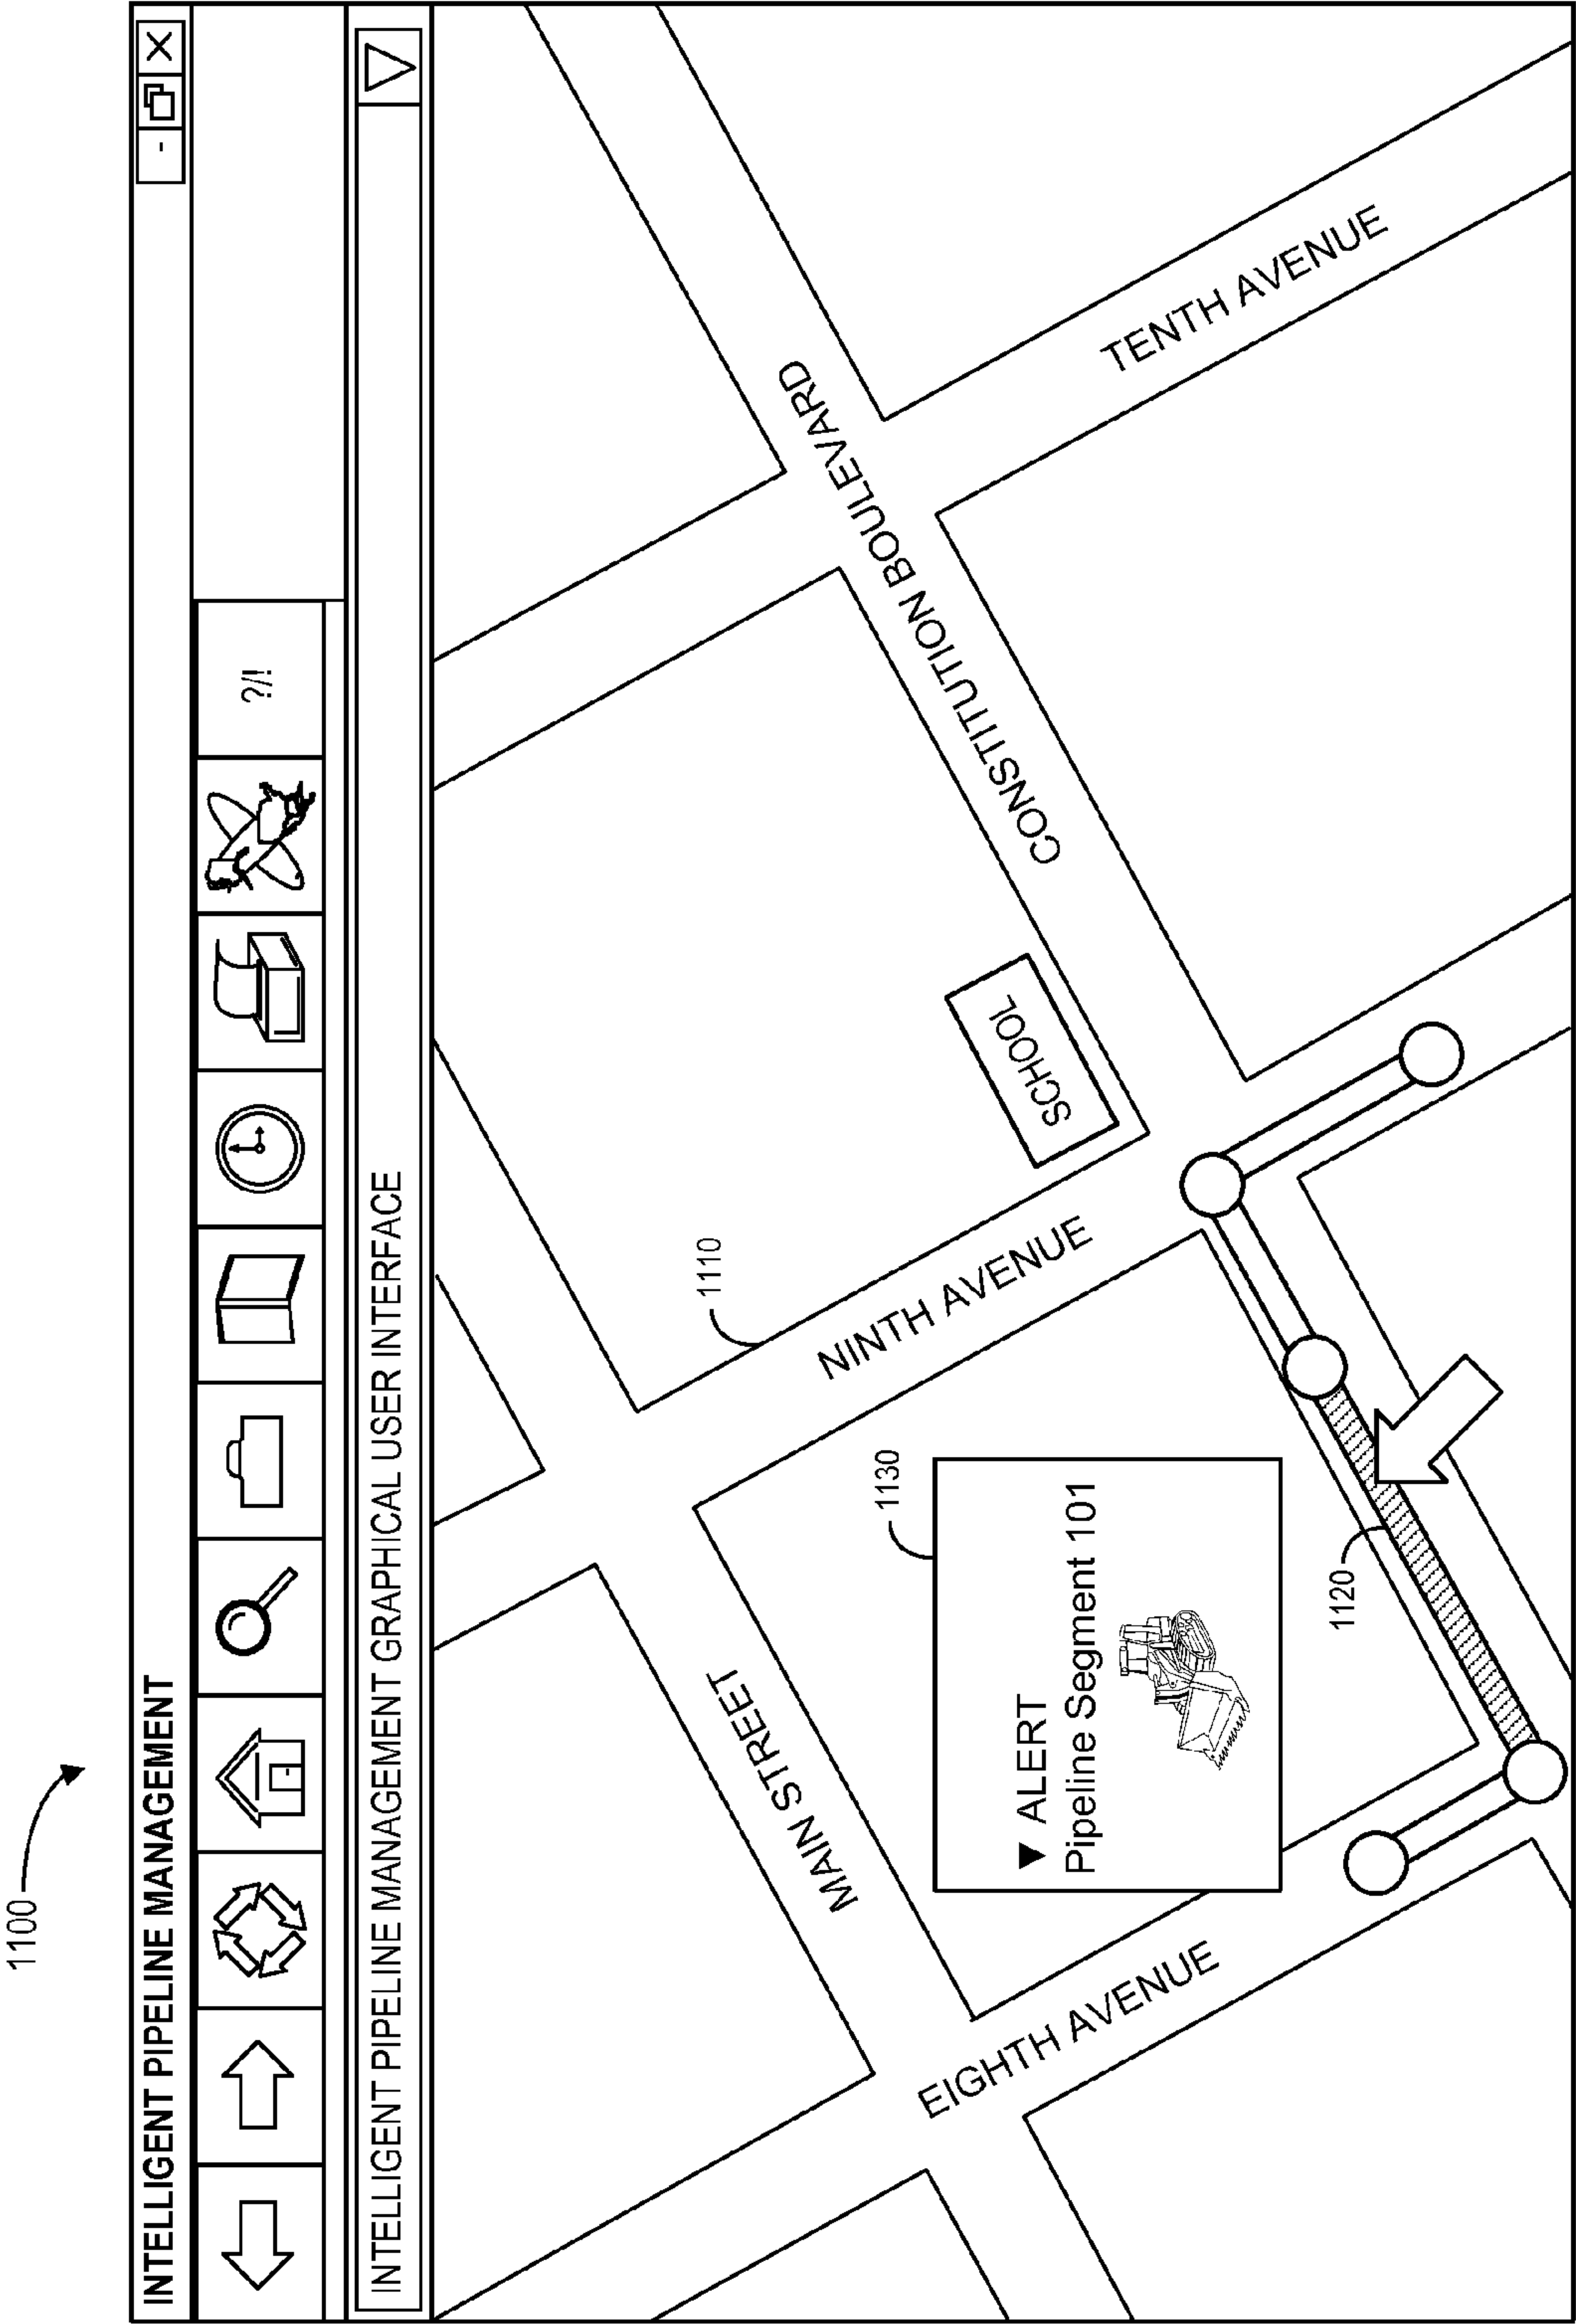 1100
INTELLIGENT PIPELINE MANAGEMENT
- X
?/!
INTELLIGENT PIPELINE MANAGEMENT GRAPHICAL USER INTERFACE
1110
MAIN STREET
NINTH AVENUE
CONSTITUTION BOULEVARD
SCHOOL
EIGHTH AVENUE
1130
▼ ALERT
Pipeline Segment 101
TENTH AVENUE
1120